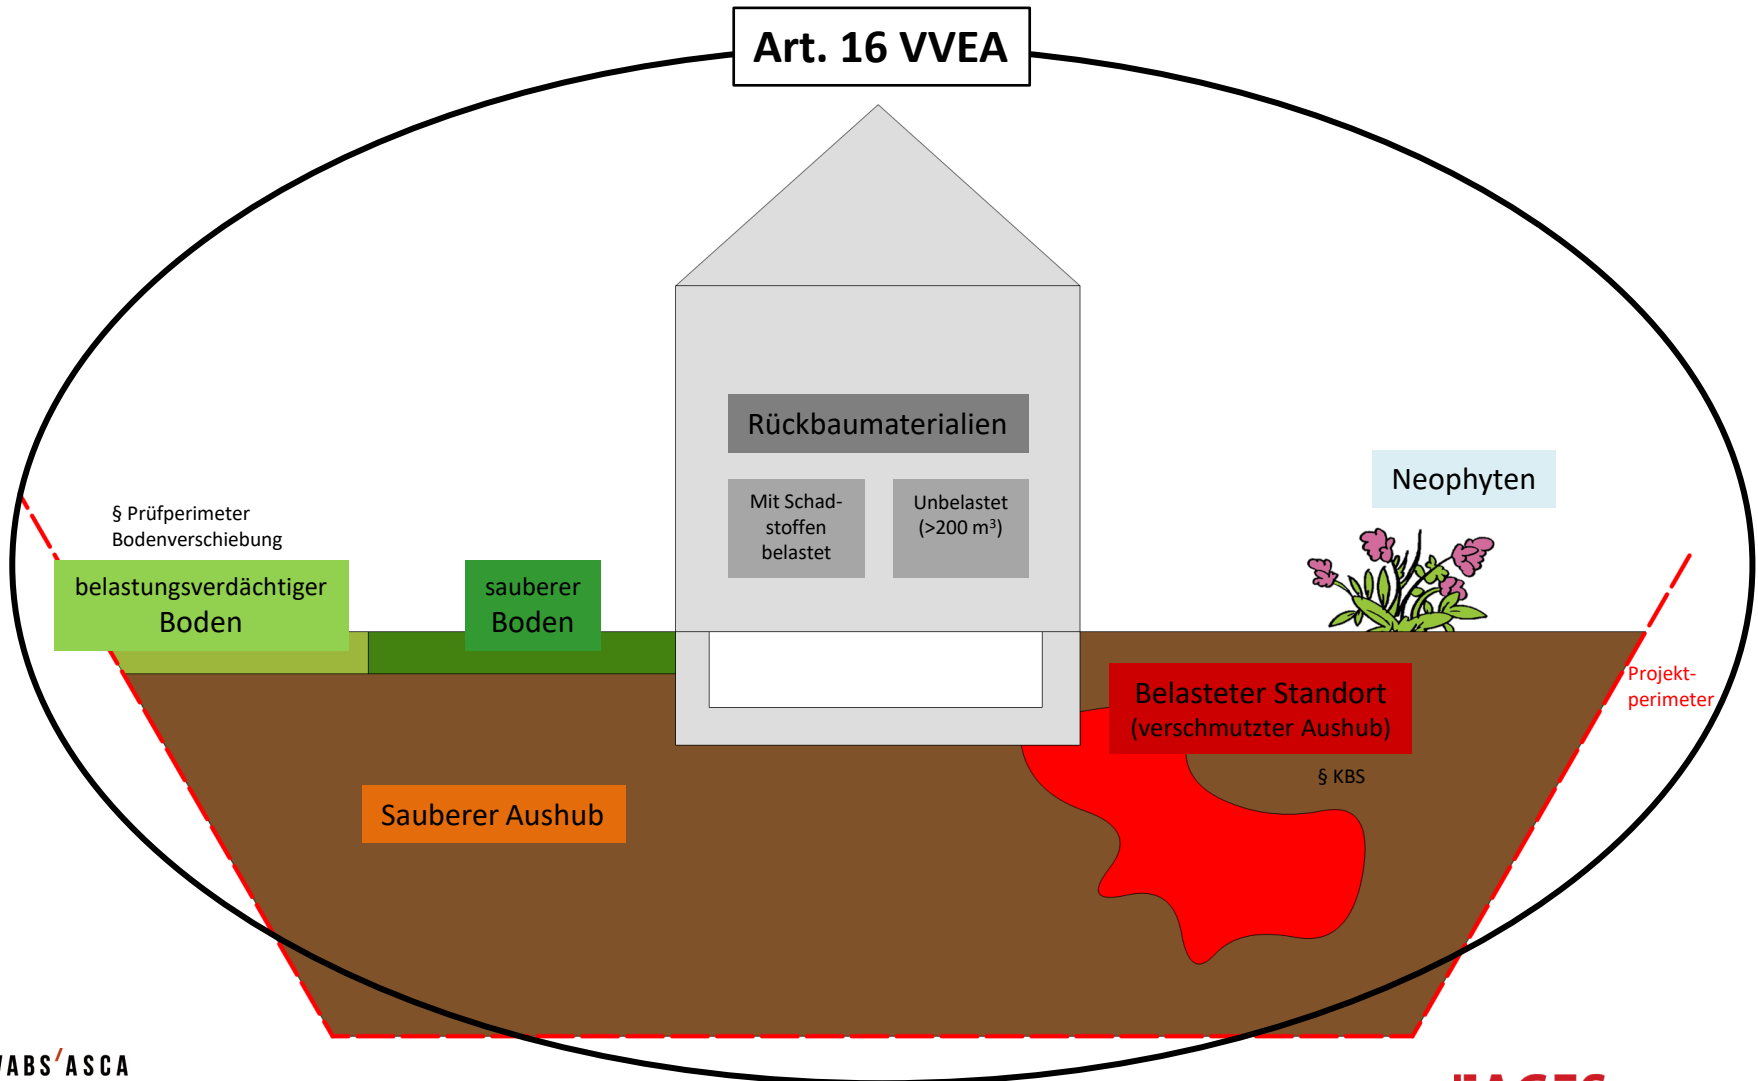 Art. 16 VVEA
Rückbaumaterialien
Mit Schad-
stoffen
belastet
Unbelastet
(>200 m³)
Neophyten
§ Prüfperimeter
Bodenverschiebung
belastungsverdächtiger
Boden
sauberer
Boden
Belasteter Standort
(verschmutzter Aushub)
§ KBS
Projekt-
perimeter
Sauberer Aushub
ASCA